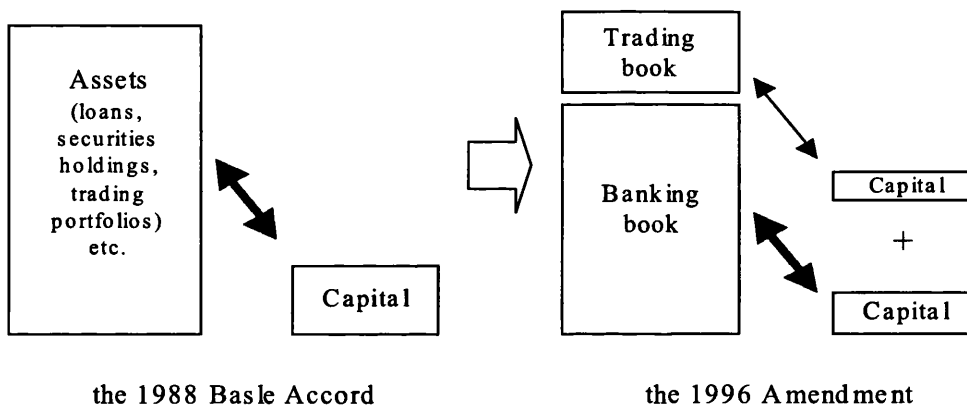 Assets
(loans,
securities
holdings,
trading
portfolios)
etc.
Capital
the 1988 Basle Accord
Trading
book
Banking
book
Capital
+
Capital
the 1996 Amendment